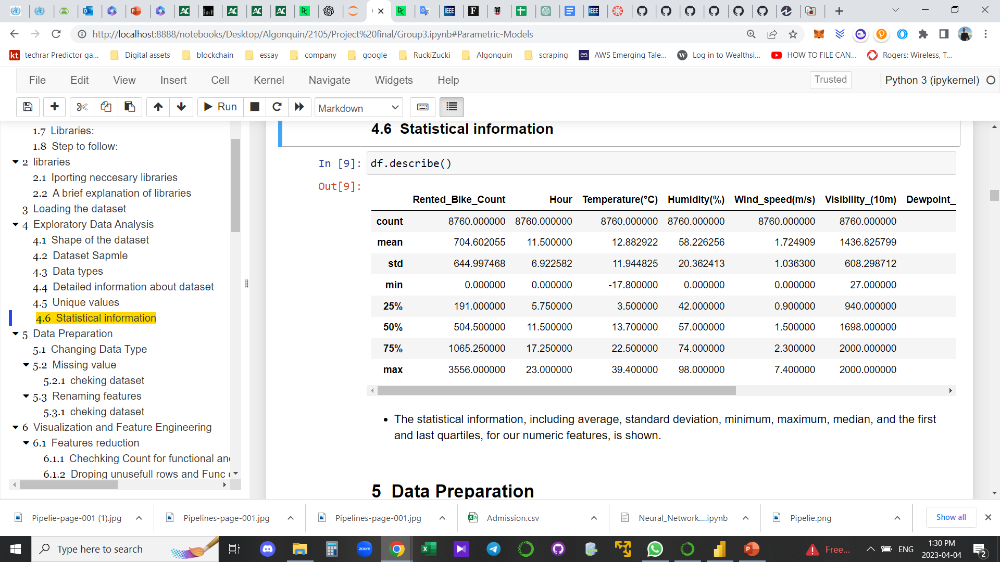 http://localhost:8888/notebooks/Desktop/Algonquin/2105/Project%20final/Group3.ipynb#Parametric-Models
techrar Predictor ga...
Digital assets
blockchain
essay
company
google
RuckiZucki
Algonquin
scraping
AWS Emerging Tale...
Log in to Wealthsi...
HOW TO FILE CAN...
Rogers: Wireless, T...
File Edit View Insert Cell Kernel Navigate Widgets Help
Trusted
Python 3 (ipykernel)
Run
Markdown
1.7 Libraries:
1.8 Step to follow:
2 libraries
2.1 Iporting neccesary libraries
2.2 A brief explanation of libraries
3 Loading the dataset
4 Exploratory Data Analysis
4.1 Shape of the dataset
4.2 Dataset Sapmle
4.3 Data types
4.4 Detailed information about dataset
4.5 Unique values
4.6 Statistical information
5 Data Preparation
5.1 Changing Data Type
5.2 Missing value
5.2.1 cheking dataset
5.3 Renaming features
5.3.1 cheking dataset
6 Visualization and Feature Engineering
6.1 Features reduction
6.1.1 Chechking Count for functional
6.1.2 Droping unusefull rows and Func
4.6 Statistical information
In [9]: df.describe()
Out[9]:
Rented_Bike_Count Hour Temperature(°C) Humidity(%) Wind_speed(m/s) Visibility_(10m) Dewpoint_
count 8760.000000 8760.000000 8760.000000 8760.000000 8760.000000 8760.000000
mean 704.602055 11.500000 12.882922 58.226256 1.724909 1436.825799
std 644.997468 6.922582 11.944825 20.362413 1.036300 608.298712
min 0.000000 0.000000 -17.800000 0.000000 0.000000 27.000000
25% 191.000000 5.750000 3.500000 42.000000 0.900000 940.000000
50% 504.500000 11.500000 13.700000 57.000000 1.500000 1698.000000
75% 1065.250000 17.250000 22.500000 74.000000 2.300000 2000.000000
max 3556.000000 23.000000 39.400000 98.000000 7.400000 2000.000000
• The statistical information, including average, standard deviation, minimum, maximum, median, and the first
and last quartiles, for our numeric features, is shown.
5 Data Preparation
Pipelie-page-001 (1).jpg
Pipelines-page-001.jpg
Pipelines-page-001.jpg
Admission.csv
Neural_Network....ipynb
Pipelie.png
Show all
Type here to search
zoom
Free...
ENG
1:30 PM
2023-04-04
2